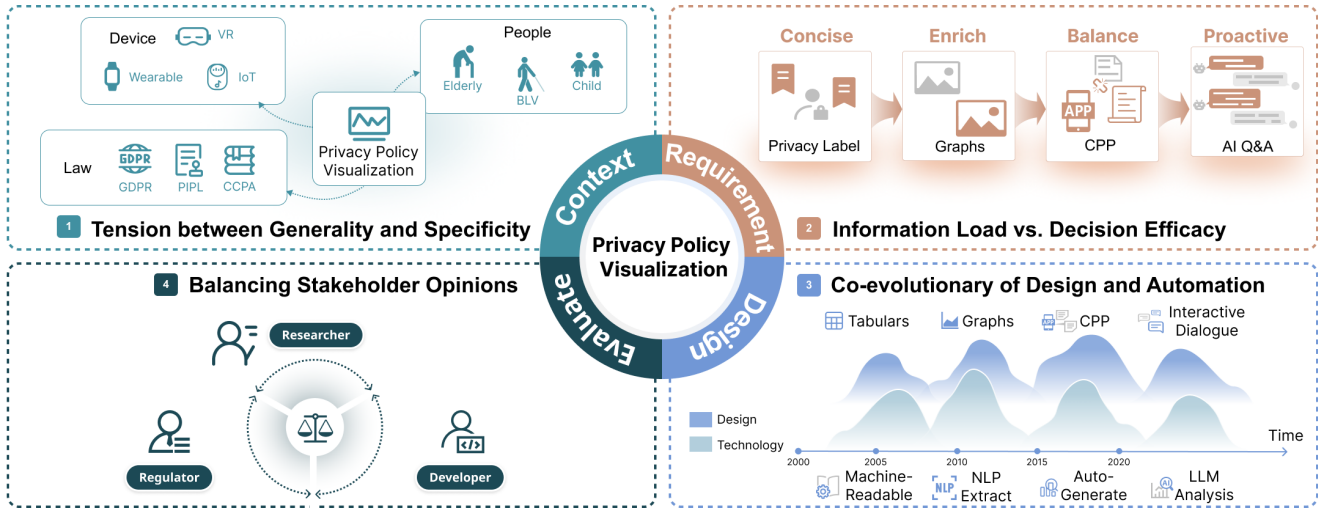 Device
VR
Wearable
IoT
People
Elderly
BLV
Child
Privacy Policy
Visualization
Law
GDPR
GDPR
PIPL
CCPA
1 Tension between Generality and Specificity
Concise
Enrich
Balance
Proactive
Privacy Label
Graphs
APP
CPP
AI Q&A
2 Information Load vs. Decision Efficacy
Context
Requirement
Evaluate
Design
Privacy Policy
Visualization
4 Balancing Stakeholder Opinions
Researcher
Regulator
Developer
3 Co-evolutionary of Design and Automation
Tabulars
Graphs
APP
CPP
Interactive
Dialogue
Design
Technology
Time
2000
2005
2010
2015
2020
Machine-
Readable
NLP
NLP
Extract
Auto-
Generate
AI
LLM
Analysis